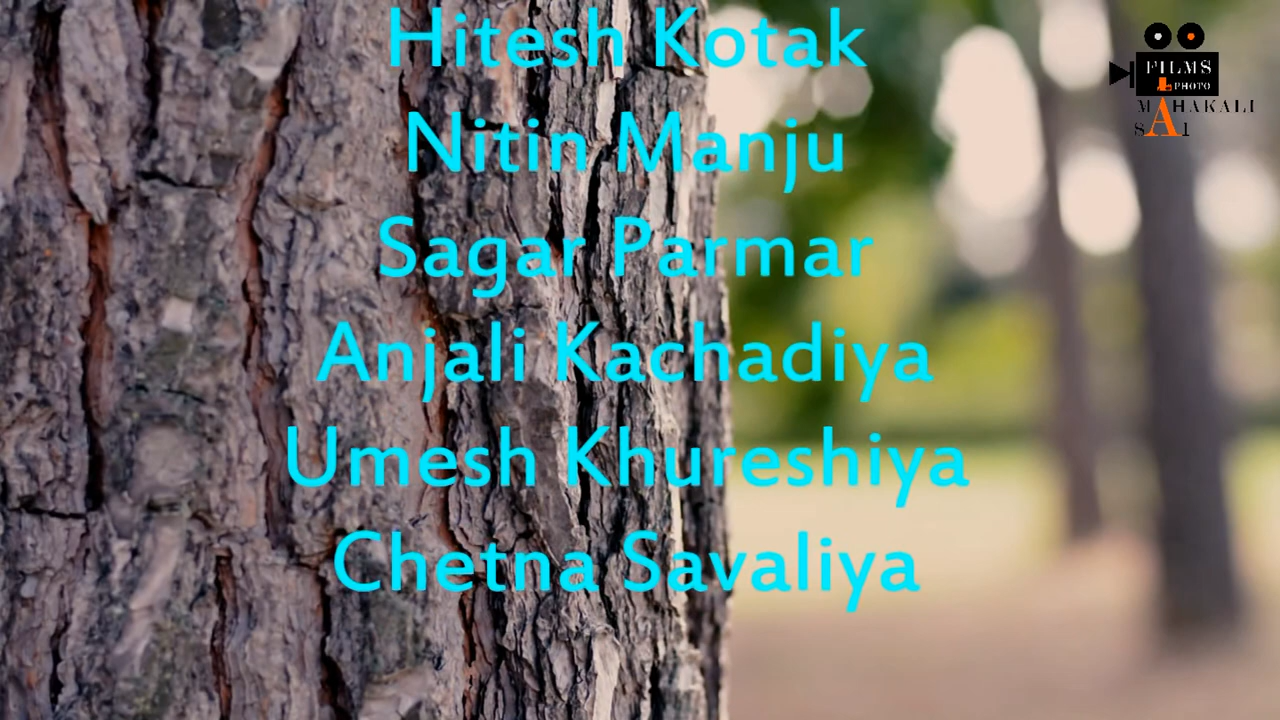 Hitesh Kotak
Nitin Manju
Sagar Parmar
Anjali Kachadiya
Umesh Khureshiya
Chetna Savaliya
FILMS
PHOTO
MAHAKALI
SAI